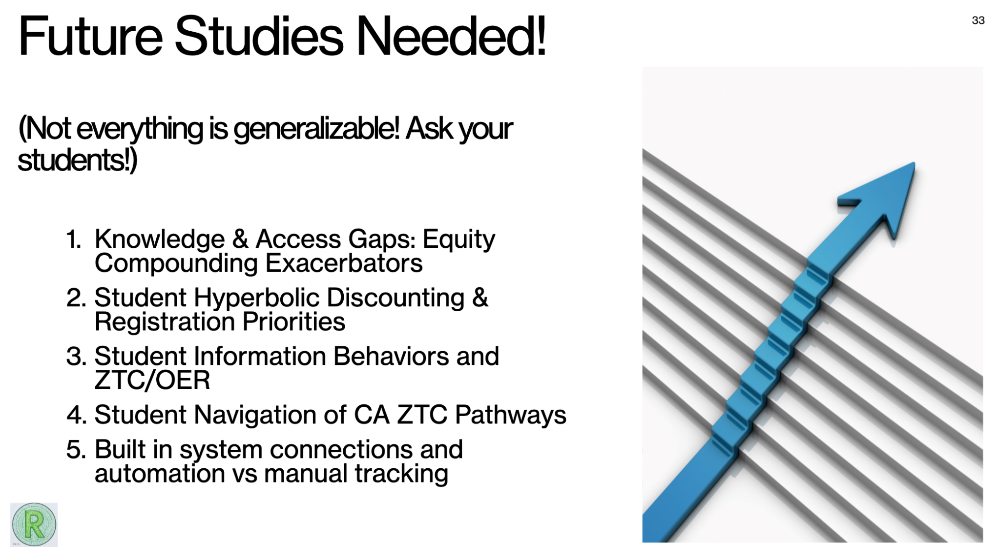 Future Studies Needed!
33
(Not everything is generalizable! Ask your
students!)
1. Knowledge & Access Gaps: Equity
Compounding Exacerbators
2. Student Hyperbolic Discounting &
Registration Priorities
3. Student Information Behaviors and
ZTC/OER
4. Student Navigation of CA ZTC Pathways
5. Built in system connections and
automation vs manual tracking
R